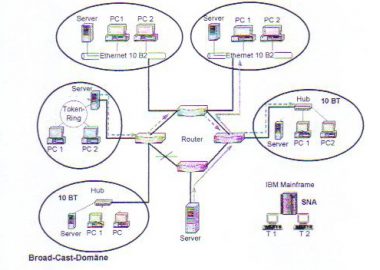 Server PC 1 PC 2
Ethernet 10 B2
Server PC 1 PC 2
Ethernet 10 B2
Server
Token-
Ring
PC 1 PC 2
Router
10 BT
Hub
Server PC 1 PC2
10 BT
Hub
Server PC 1 PC
Server
IBM Mainframe
SNA
T 1 T 2
Broad-Cast-Domäne